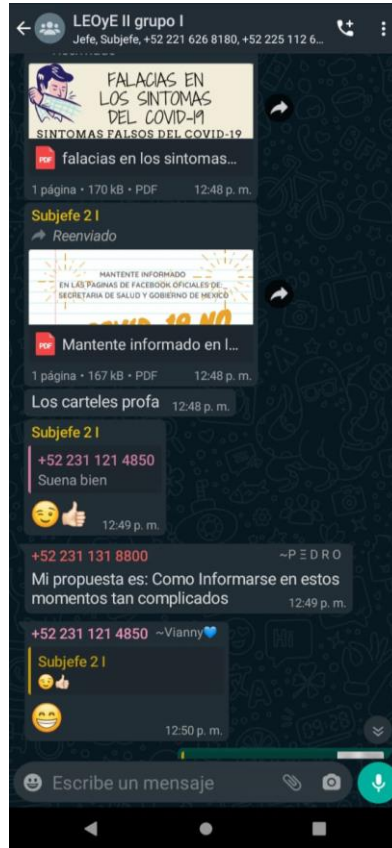 LEOyE II grupo I
Jefe, Subjefe, +52 221 626 8180, +52 225 112 6...
FALACIAS EN
LOS SINTOMAS
DEL COVID-19
SINTOMAS FALSOS DEL COVID-19
PDF
falacias en los sintomas...
1 página • 170 kB • PDF 12:48 p. m.
Subjefe 2 I
Reenviado
MANTENTE INFORMADO
EN LAS PAGINAS DE FACEBOOK OFICIALES DE
SECRETARIA DE SALUD Y GOBIERNO DE MEXICO
COVID 19 NO
PDF
Mantente informado en l...
1 página • 167 kB • PDF 12:48 p. m.
Los carteles profa 12:48 p. m.
Subjefe 2 I
+52 231 121 4850
Suena bien
😉👍🏻 12:49 p. m.
+52 231 131 8800 ~P Ξ D R O
Mi propuesta es: Como Informarse en estos
momentos tan complicados 12:49 p. m.
+52 231 121 4850 ~Vianny💙
Subjefe 2 I
😉👍🏻
😁 12:50 p. m.
Escribe un mensaje